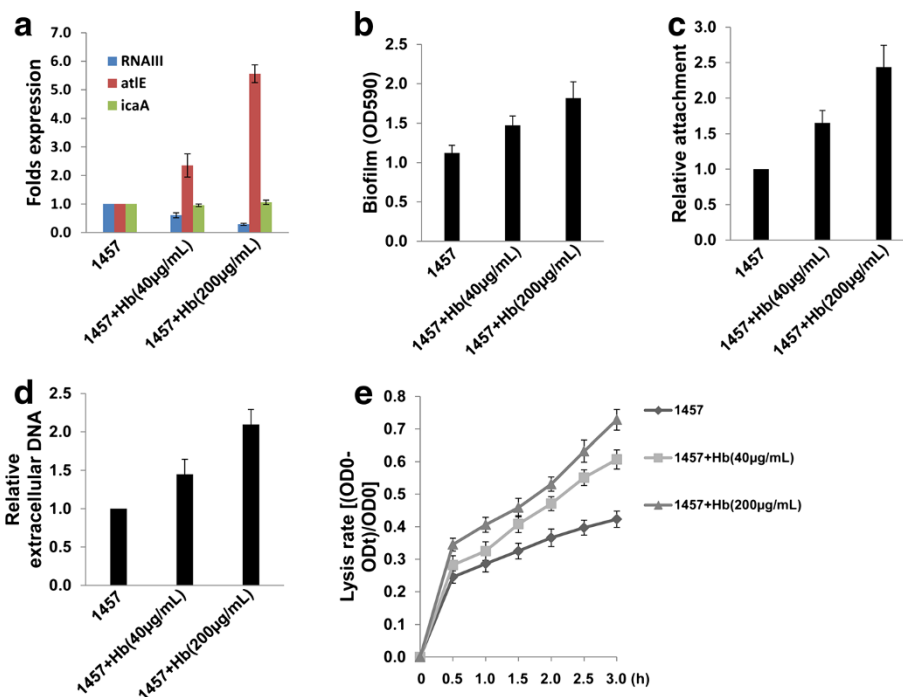 a
Folds expression
7.0
6.0
5.0
4.0
3.0
2.0
1.0
0.0
RNAIII
atlE
icaA
1457
1457+Hb(40µg/mL)
1457+Hb(200µg/mL)
b
Biofilm (OD590)
2.5
2.0
1.5
1.0
0.5
0.0
1457
1457+Hb(40µg/mL)
1457+Hb(200µg/mL)
c
Relative attachment
3.0
2.5
2.0
1.5
1.0
0.5
0.0
1457
1457+Hb(40µg/mL)
1457+Hb(200µg/mL)
d
Relative
extracellular DNA
2.5
2.0
1.5
1.0
0.5
0.0
1457
1457+Hb(40µg/mL)
1457+Hb(200µg/mL)
e
Lysis rate [(OD0-
ODt)/OD0]
0.8
0.7
0.6
0.5
0.4
0.3
0.2
0.1
0.0
0 0.5 1.0 1.5 2.0 2.5 3.0 (h)
1457
1457+Hb(40µg/mL)
1457+Hb(200µg/mL)